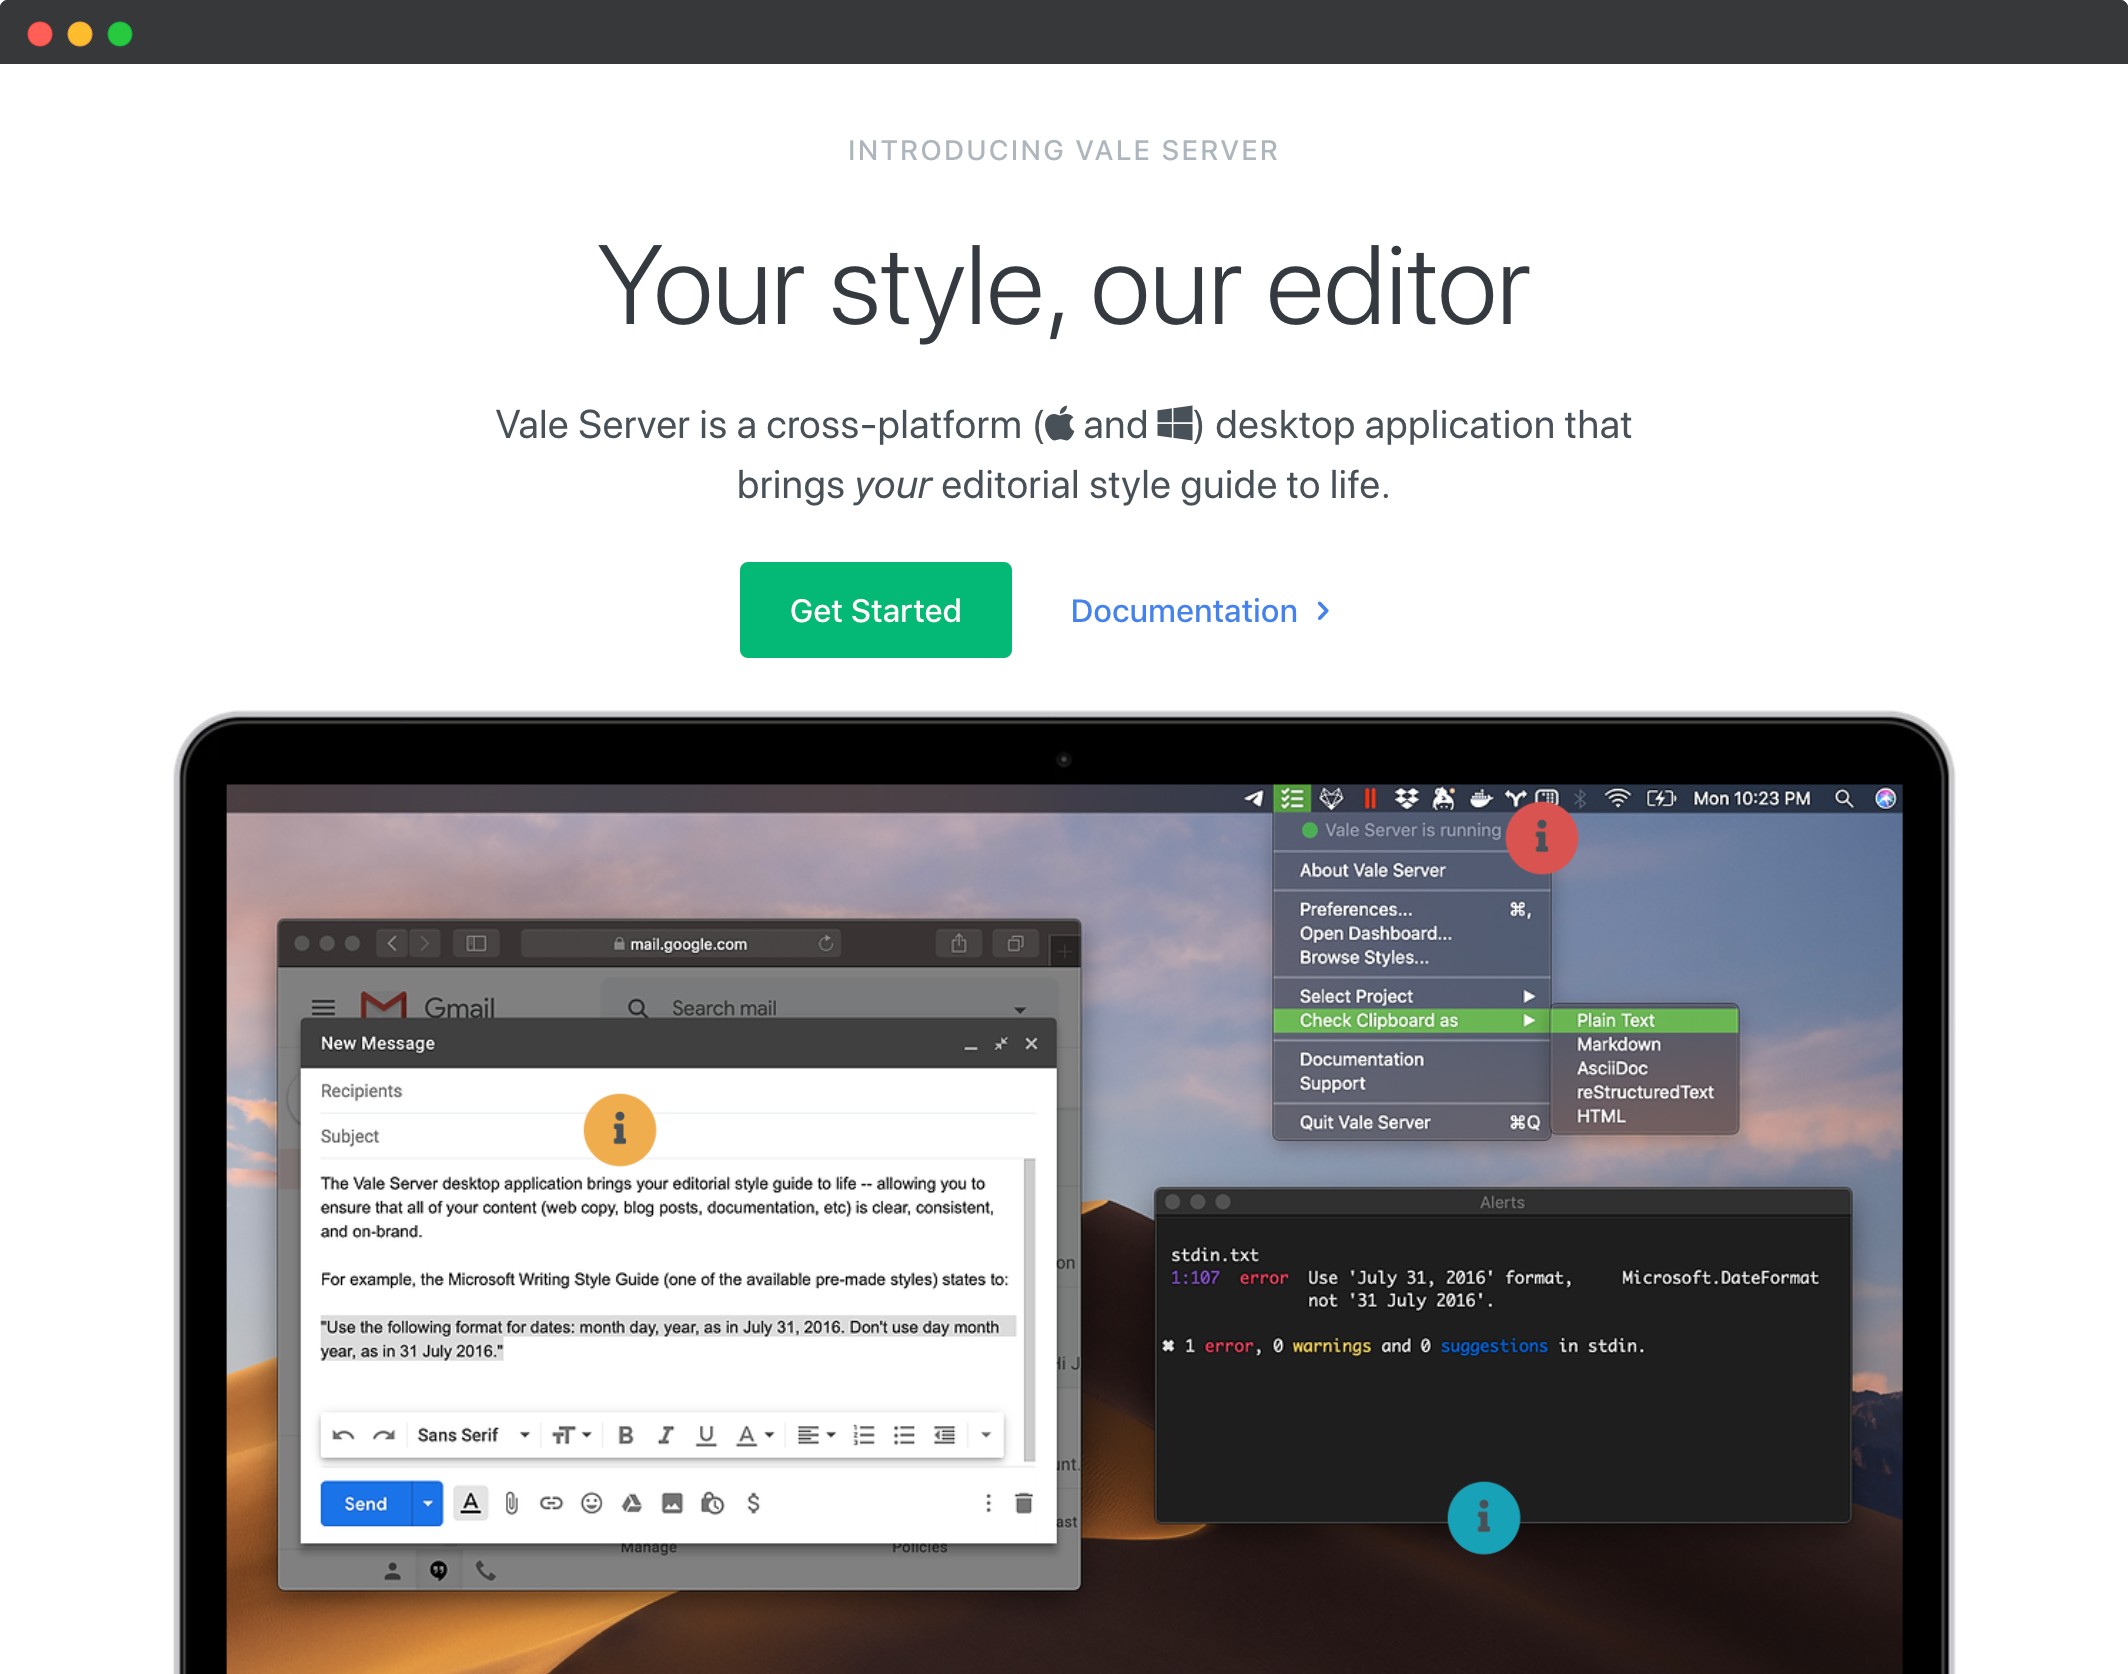 INTRODUCING VALE SERVER
Your style, our editor
Vale Server is a cross-platform ( and ) desktop application that
brings your editorial style guide to life.
Get Started
Documentation
Mon 10:23 PM
Vale Server is running
About Vale Server
Preferences... ⌘,
Open Dashboard...
Browse Styles...
Select Project
Check Clipboard as
Documentation
Support
Quit Vale Server ⌘Q
Plain Text
Markdown
AsciiDoc
reStructuredText
HTML
mail.google.com
Gmail
Search mail
New Message
Recipients
Subject
The Vale Server desktop application brings your editorial style guide to life -- allowing you to
ensure that all of your content (web copy, blog posts, documentation, etc) is clear, consistent,
and on-brand.
For example, the Microsoft Writing Style Guide (one of the available pre-made styles) states to:
"Use the following format for dates: month day, year, as in July 31, 2016. Don't use day month
year, as in 31 July 2016."
Sans Serif
Send
Manage
Policies
Alerts
stdin.txt
1:107 error Use 'July 31, 2016' format, Microsoft.DateFormat
not '31 July 2016'.
✖ 1 error, 0 warnings and 0 suggestions in stdin.